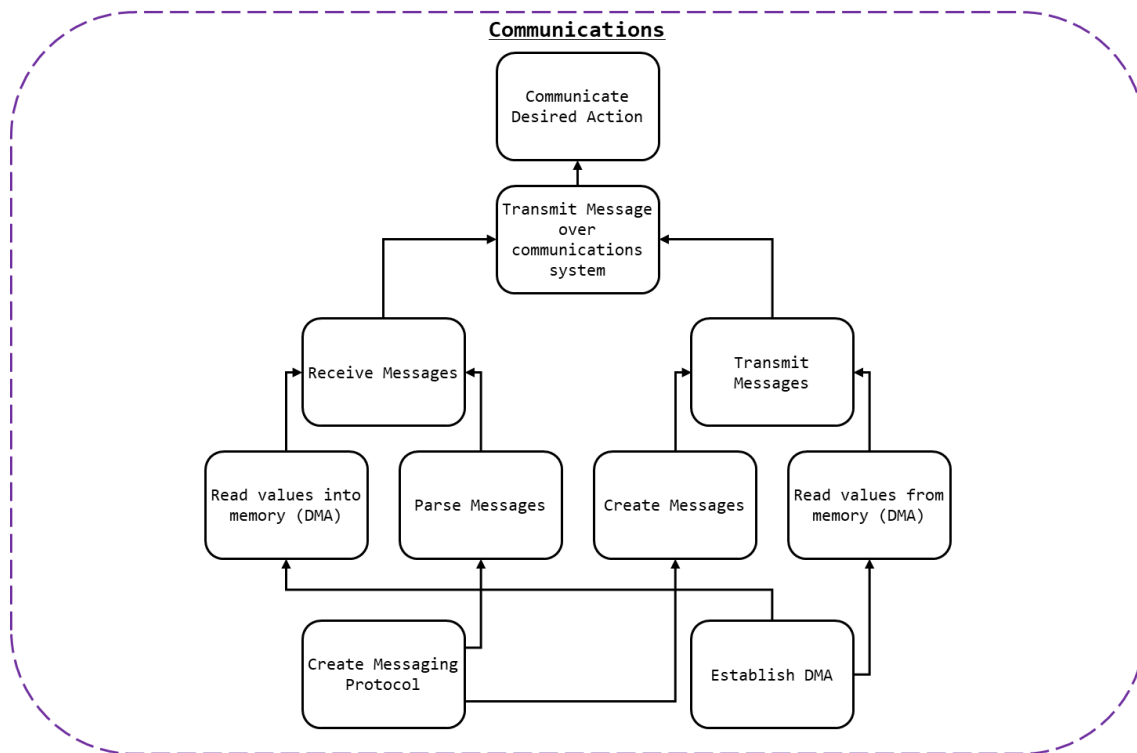 Communications
Communicate
Desired Action
Transmit Message
over
communications
system
Receive Messages
Transmit
Messages
Read values into
memory (DMA)
Parse Messages
Create Messages
Read values from
memory (DMA)
Create Messaging
Protocol
Establish DMA